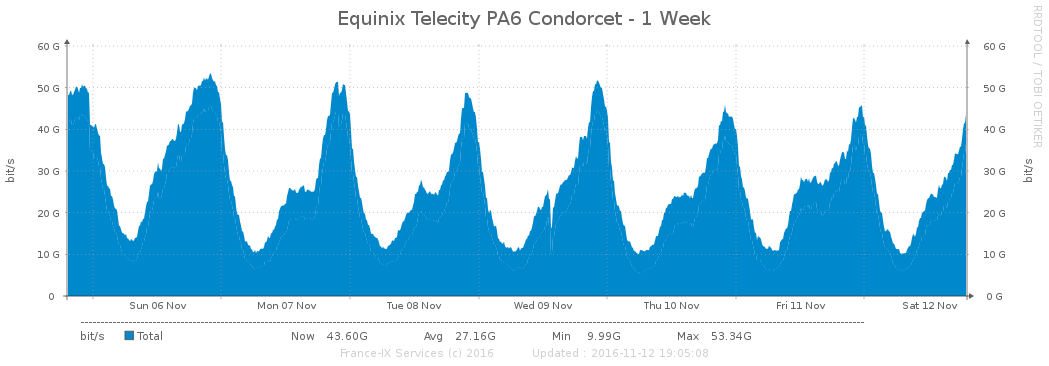 Equinix Telecity PA6 Condorcet - 1 Week
RRDTOOL / TOBI OETIKER
60 G 60 G
50 G 50 G
40 G 40 G
30 G 30 G
20 G 20 G
10 G 10 G
0 0 G
bit/s
bit/s
Sun 06 Nov Mon 07 Nov Tue 08 Nov Wed 09 Nov Thu 10 Nov Fri 11 Nov Sat 12 Nov
bit/s Total Now 43.60G Avg 27.16G Min 9.99G Max 53.34G
France-IX Services (c) 2016 Updated : 2016-11-12 19:05:08